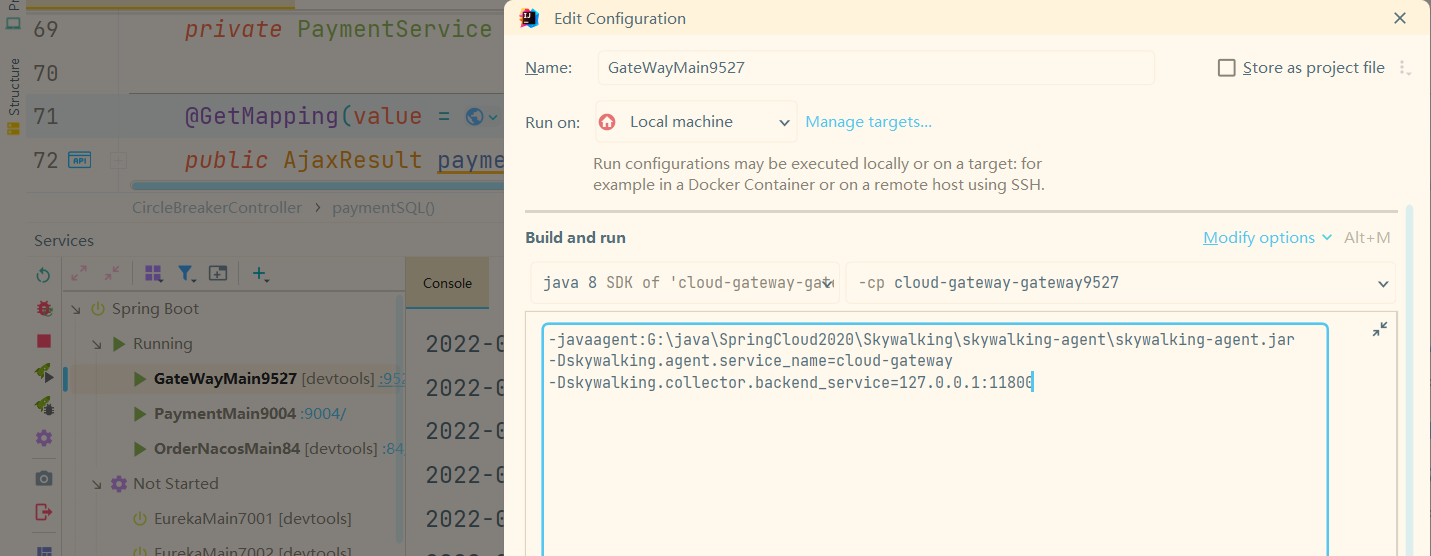 Structure
69 private PaymentService
70
71 @GetMapping(value =
72 API public AjaxResult payme
CircleBreakerController > paymentSQL()
Services
Console
Spring Boot
Running
GateWayMain9527 [devtools] :952
PaymentMain9004 :9004/
OrderNacosMain84 [devtools] :84
Not Started
EurekaMain7001 [devtools]
EurekaMain7002 [devtools]
2022-0
2022-0
2022-0
2022-0
2022-0
Edit Configuration
Name: GateWayMain9527
Store as project file
Run on: Local machine
Manage targets...
Run configurations may be executed locally or on a target: for
example in a Docker Container or on a remote host using SSH.
Build and run
Modify options Alt+M
java 8 SDK of 'cloud-gateway-gate
-cp cloud-gateway-gateway9527
-javaagent:G:\java\SpringCloud2020\Skywalking\skywalking-agent\skywalking-agent.jar
-Dskywalking.agent.service_name=cloud-gateway
-Dskywalking.collector.backend_service=127.0.0.1:11800